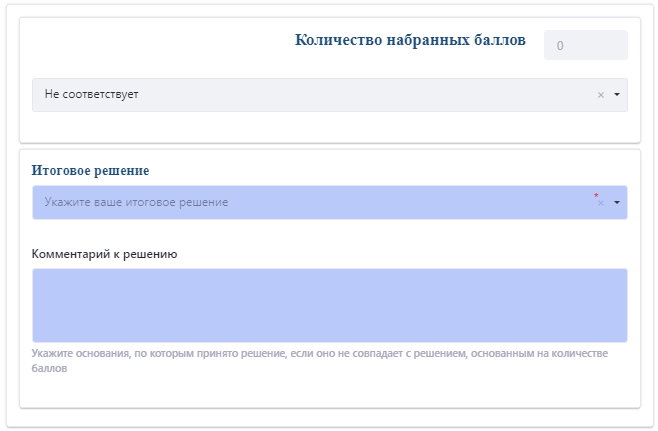 Количество набранных баллов 0
Не соответствует × 
Итоговое решение
Укажите ваше итоговое решение * ×
Комментарий к решению
Укажите основания, по которым принято решение, если оно не совпадает с решением, основанным на количестве
баллов